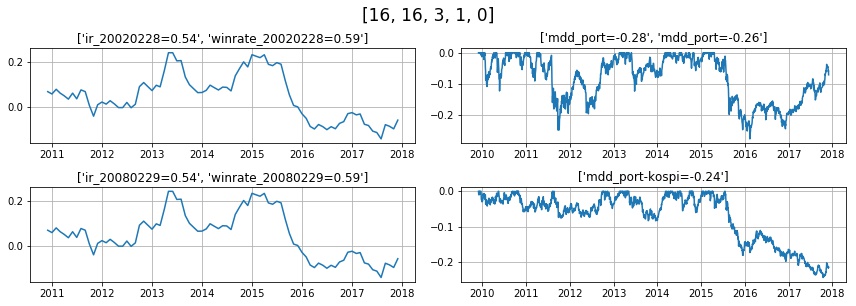 [16, 16, 3, 1, 0]
['ir_20020228=0.54', 'winrate_20020228=0.59']
0.2
0.0
2011 2012 2013 2014 2015 2016 2017 2018
['mdd_port=-0.28', 'mdd_port=-0.26']
0.0
−0.1
−0.2
2010 2011 2012 2013 2014 2015 2016 2017 2018
['ir_20080229=0.54', 'winrate_20080229=0.59']
0.2
0.0
2011 2012 2013 2014 2015 2016 2017 2018
['mdd_port-kospi=-0.24']
0.0
−0.1
−0.2
2010 2011 2012 2013 2014 2015 2016 2017 2018